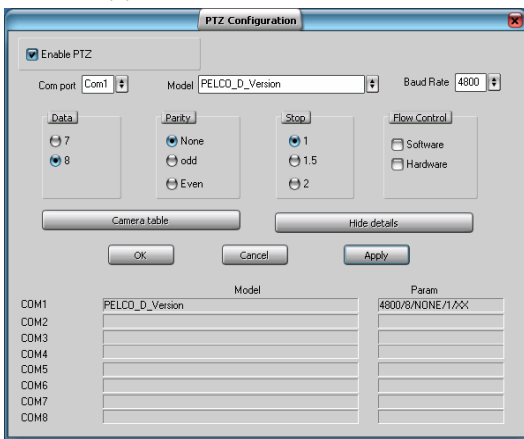 PTZ Configuration
Enable PTZ
Com port Com1 Model PELCO_D_Version Baud Rate 4800
Data Parity Stop Flow Control
7 None 1 Software
8 odd 1.5 Hardware
Even 2
Camera table Hide details
OK Cancel Apply
Model Param
COM1 PELCO_D_Version 4800/8/NONE/1/XX
COM2
COM3
COM4
COM5
COM6
COM7
COM8